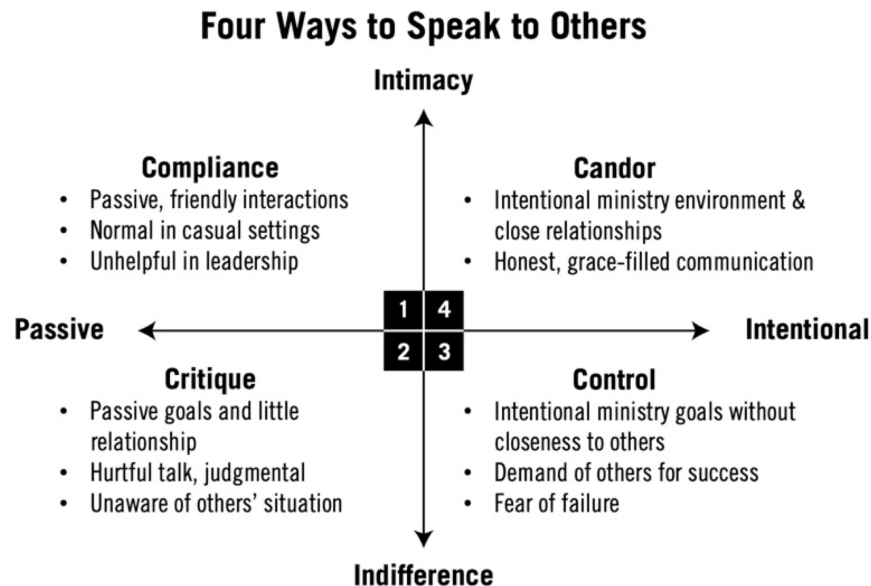 Four Ways to Speak to Others
Intimacy
Compliance
• Passive, friendly interactions
• Normal in casual settings
• Unhelpful in leadership
Candor
• Intentional ministry environment &
close relationships
• Honest, grace-filled communication
1 4
Passive
Intentional
2 3
Critique
• Passive goals and little
relationship
• Hurtful talk, judgmental
• Unaware of others' situation
Control
• Intentional ministry goals without
closeness to others
• Demand of others for success
• Fear of failure
Indifference